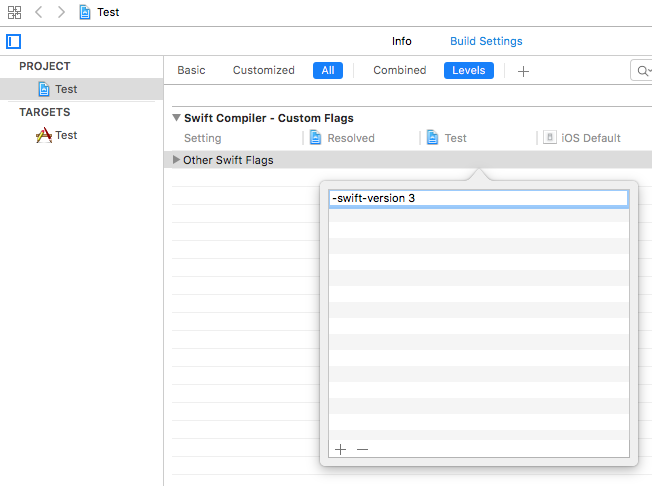 Test
Info Build Settings
PROJECT
Test
TARGETS
Test
Basic Customized All Combined Levels
Swift Compiler - Custom Flags
Setting Resolved Test iOS Default
Other Swift Flags
-swift-version 3